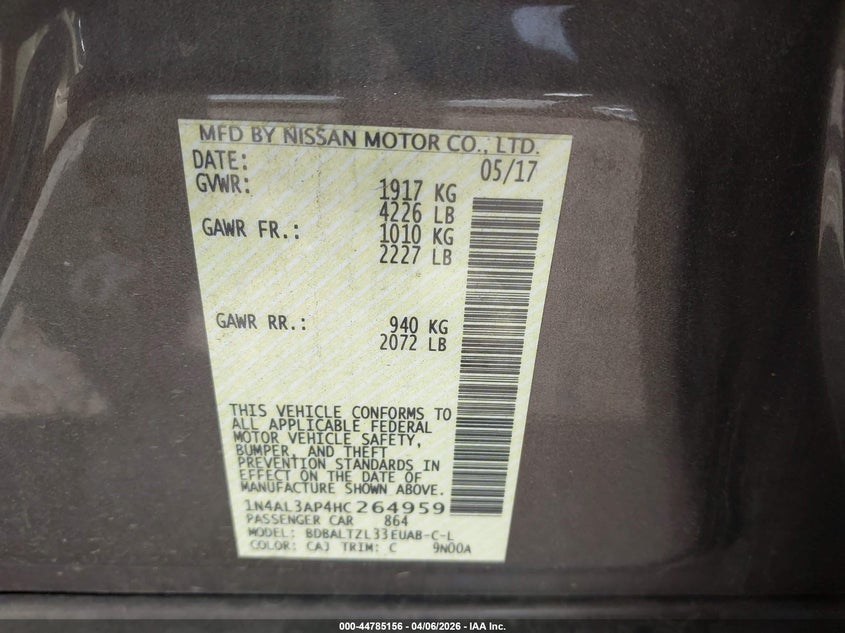 MFD BY NISSAN MOTOR CO., LTD.
DATE: 05/17
GVWR: 1917 KG
4226 LB
GAWR FR.: 1010 KG
2227 LB
GAWR RR.: 940 KG
2072 LB
THIS VEHICLE CONFORMS TO
ALL APPLICABLE FEDERAL
MOTOR VEHICLE SAFETY,
BUMPER, AND THEFT
PREVENTION STANDARDS IN
EFFECT ON THE DATE OF
MANUFACTURE SHOWN ABOVE.
1N4AL3AP4HC264959
PASSENGER CAR 864
MODEL: BDBALTZL33EUAB-C-L
COLOR: CAJ TRIM: C 9N00A
000-44785156 - 04/06/2026 - IAA Inc.